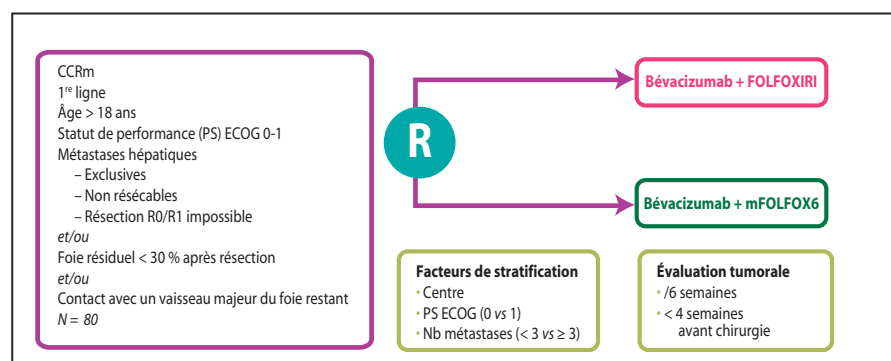 CCRm
1re ligne
Âge > 18 ans
Statut de performance (PS) ECOG 0-1
Métastases hépatiques
– Exclusives
– Non résécables
– Résection R0/R1 impossible
et/ou
Foie résiduel < 30 % après résection
et/ou
Contact avec un vaisseau majeur du foie restant
N = 80
R
Bévacizumab + FOLFOXIRI
Bévacizumab + mFOLFOX6
Facteurs de stratification
• Centre
• PS ECOG (0 vs 1)
• Nb métastases (< 3 vs ≥ 3)
Évaluation tumorale
• /6 semaines
• < 4 semaines
avant chirurgie